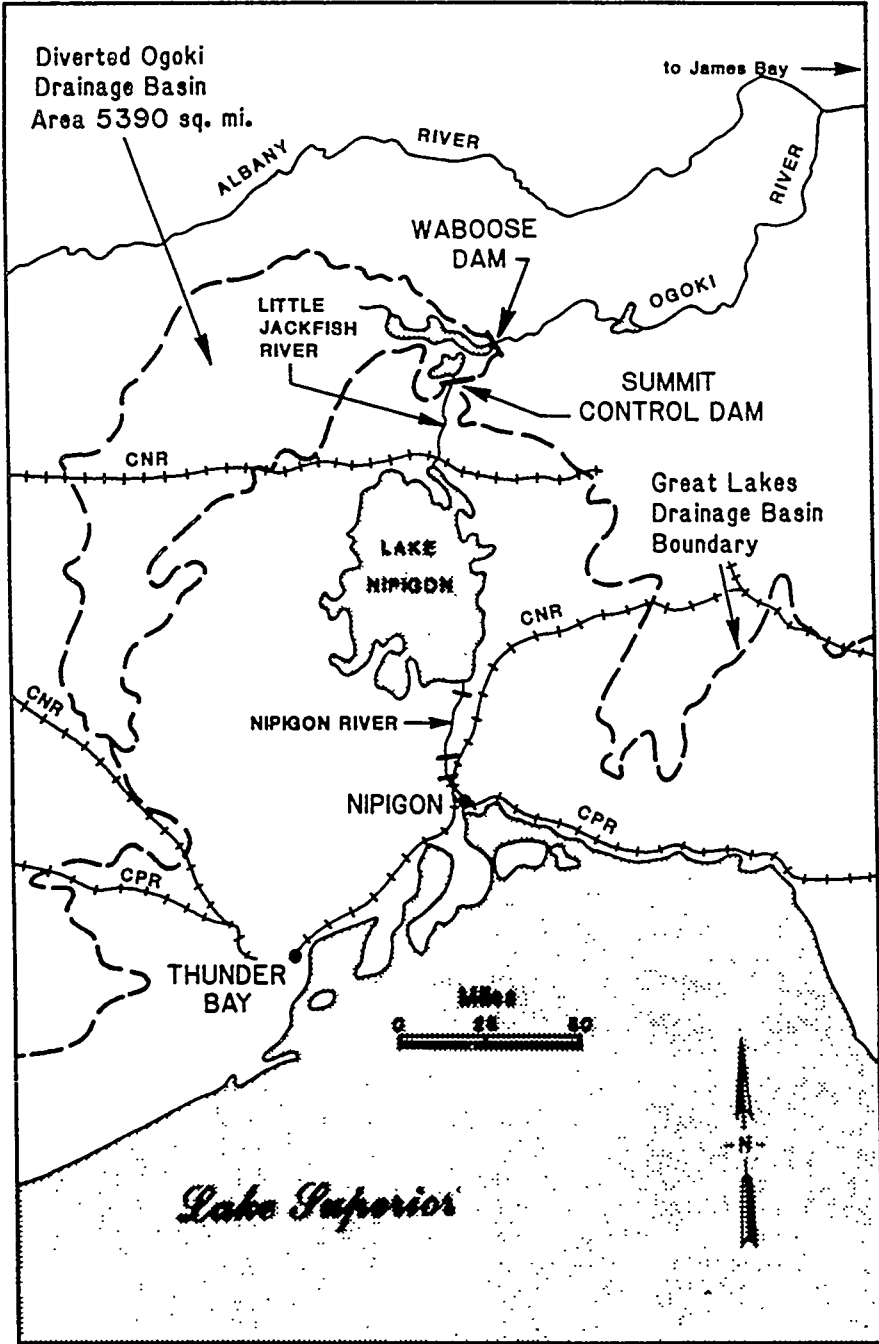 Diverted Ogoki
Drainage Basin
Area 5390 sq. mi.
to James Bay
ALBANY
RIVER
RIVER
WABOOSE
DAM
LITTLE
JACKFISH
RIVER
OGOKI
SUMMIT
CONTROL DAM
CNR
Great Lakes
Drainage Basin
Boundary
LAKE
NIPIGON
CNR
CNR
NIPIGON RIVER
NIPIGON
CPR
CPR
THUNDER
BAY
Miles
0 25 50
N
Lake Superior